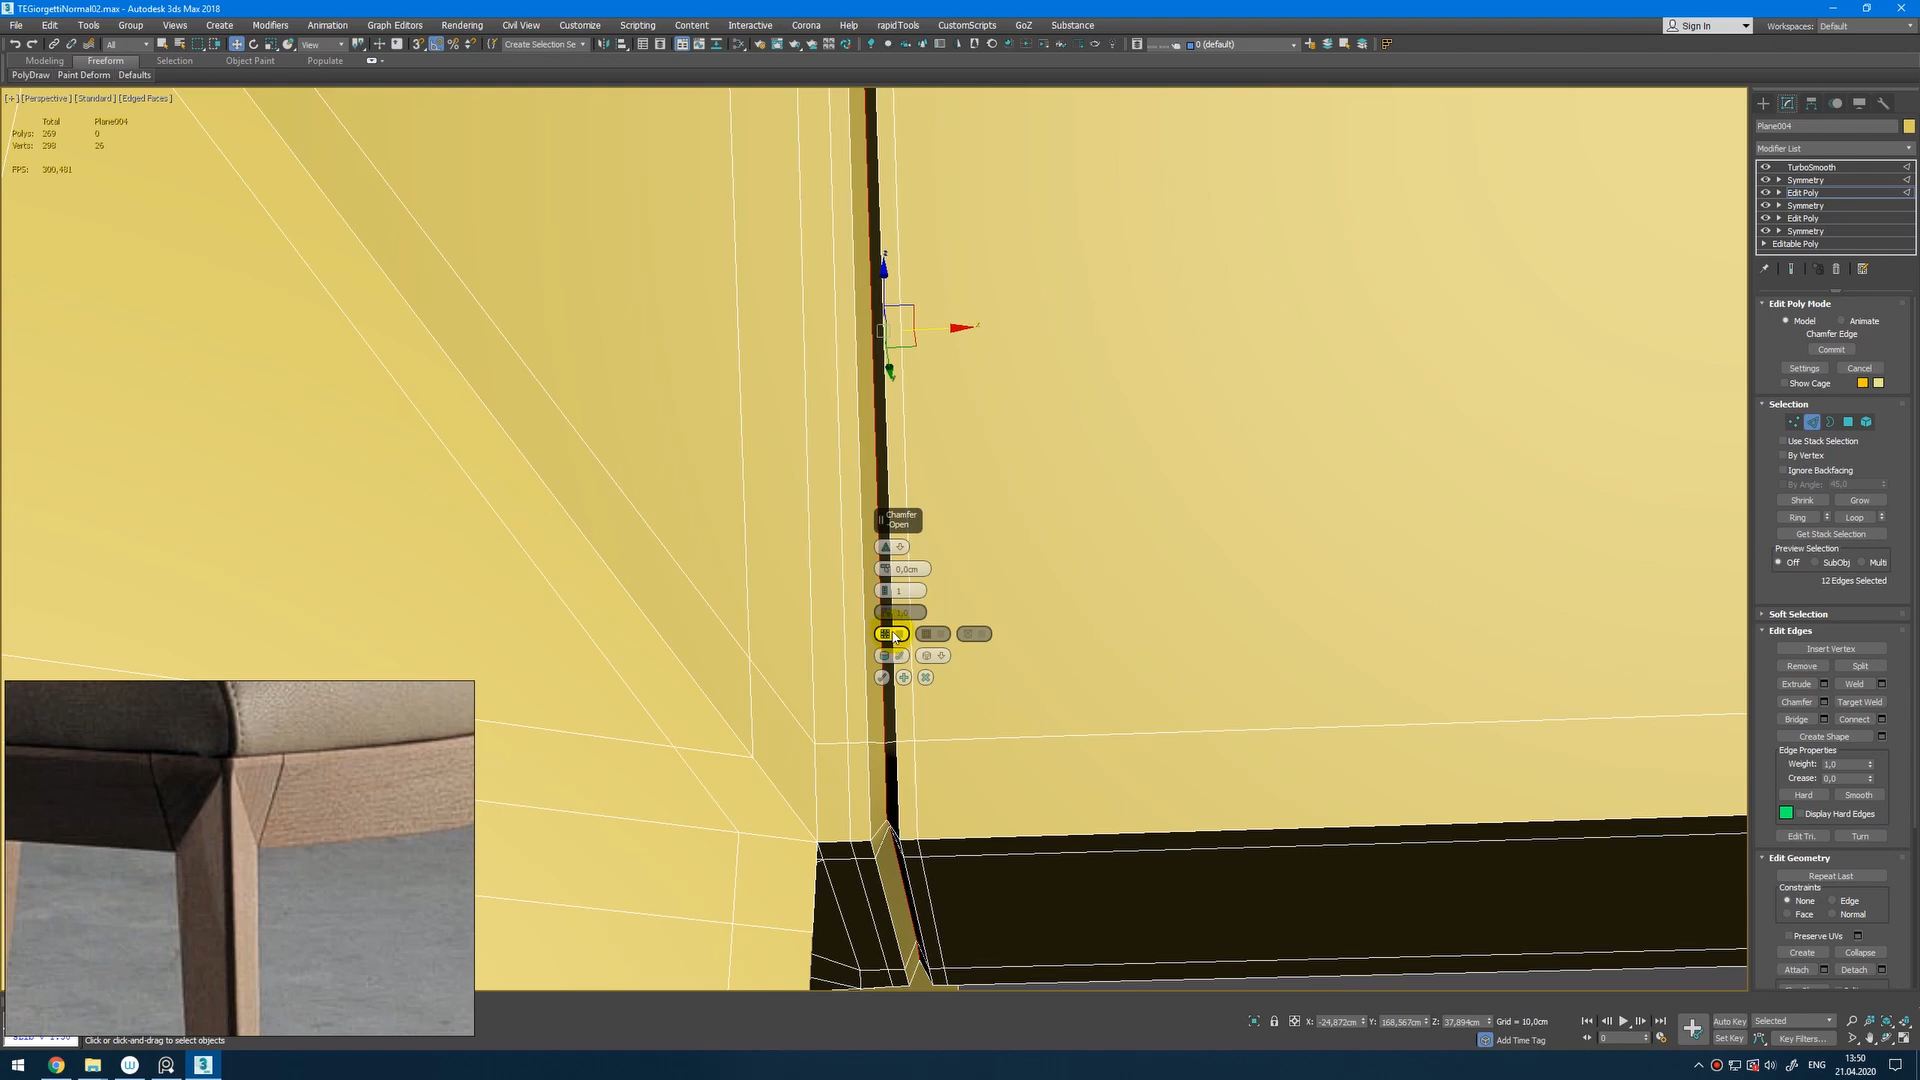 TEGiorgettiNormal02.max - Autodesk 3ds Max 2018
File Edit Tools Group Views Create Modifiers Animation Graph Editors Rendering Civil View Customize Scripting Content Interactive Corona Help rapidTools CustomScripts GoZ Substance
Sign In Workspaces: Default
All View Create Selection Se 0 (default)
Modeling Freeform Selection Object Paint Populate
PolyDraw Paint Deform Defaults
[+] [Perspective] [Standard] [Edged Faces]
Total Plane004
Polys: 269 0
Verts: 298 26
FPS: 300,481
Plane004
Modifier List
TurboSmooth
Symmetry
Edit Poly
Symmetry
Edit Poly
Symmetry
Editable Poly
Edit Poly Mode
Model Animate
Chamfer Edge
Commit
Settings Cancel
Show Cage
Selection
Use Stack Selection
By Vertex
Ignore Backfacing
By Angle: 45,0
Shrink Grow
Ring Loop
Get Stack Selection
Preview Selection
Off SubObj Multi
12 Edges Selected
Soft Selection
Edit Edges
Insert Vertex
Remove Split
Extrude Weld
Chamfer Target Weld
Bridge Connect
Create Shape
Edge Properties
Weight: 1,0
Crease: 0,0
Hard Smooth
Display Hard Edges
Edit Tri. Turn
Edit Geometry
Repeat Last
Constraints
None Edge
Face Normal
Preserve UVs
Create Collapse
Attach Detach
z
Chamfer
-Open
0,0cm
1
X: -24,872cm Y: 168,567cm Z: 37,894cm Grid = 10,0cm
Auto Key Selected
Click or click-and-drag to select objects
Add Time Tag
0
Set Key Key Filters...
ENG
13:50
21.04.2020